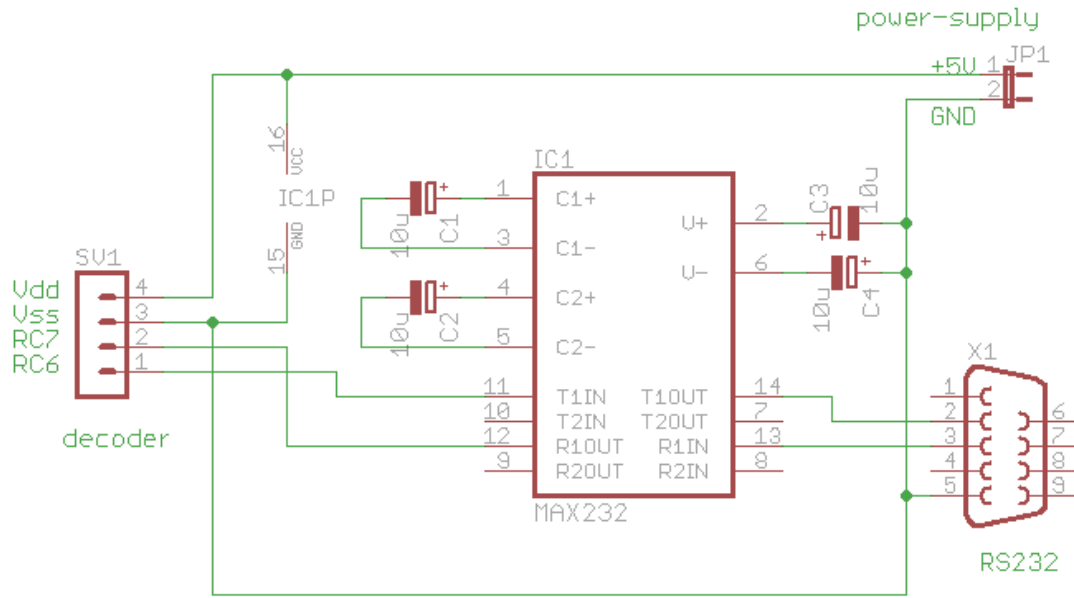 power-supply
JP1
+5V 1
2
GND
16
VCC
IC1P
GND
15
IC1
C1+ 1
C1- 3
C2+ 4
C2- 5
T1IN 11
T2IN 10
R1OUT 12
R2OUT 9
V+ 2
V- 6
T1OUT 14
T2OUT 7
R1IN 13
R2IN 8
MAX232
+
10u C1
+
10u C2
C3 10u
+
+
10u C4
SV1
Vdd 4
Vss 3
RC7 2
RC6 1
decoder
X1
1
2
3
4
5
6
7
8
9
RS232